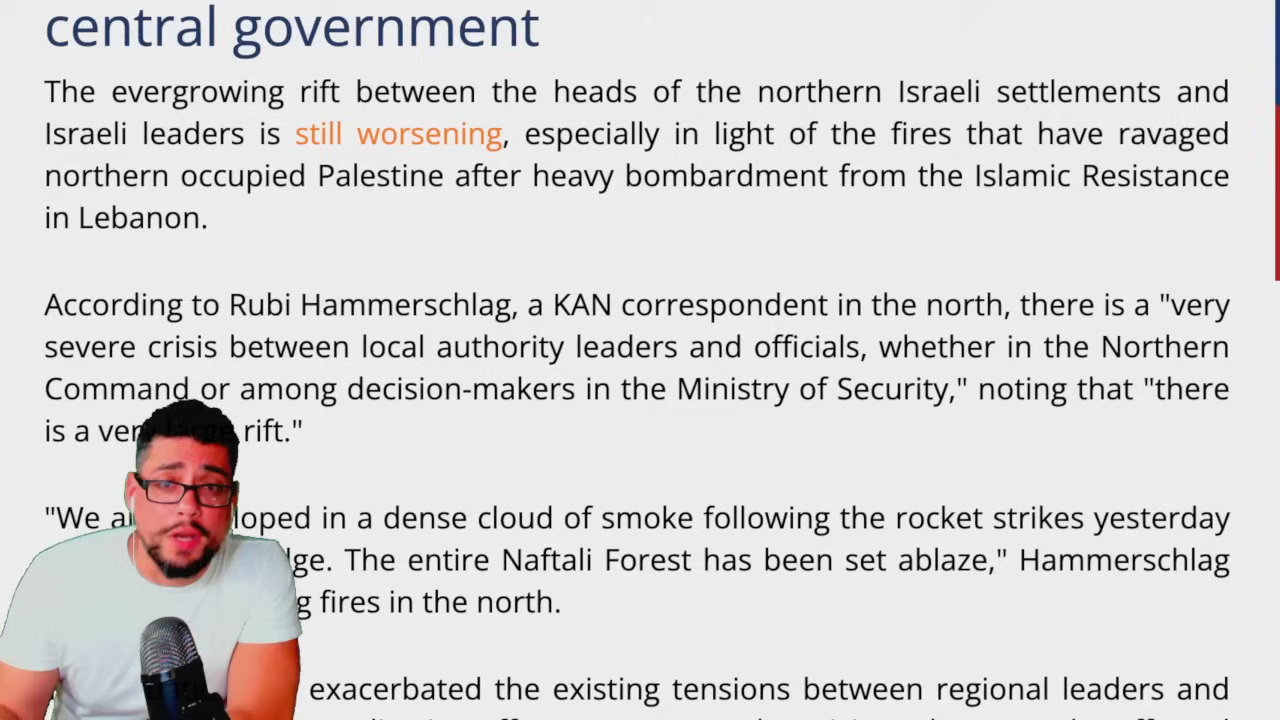 central government
The evergrowing rift between the heads of the northern Israeli settlements and
Israeli leaders is still worsening, especially in light of the fires that have ravaged
northern occupied Palestine after heavy bombardment from the Islamic Resistance
in Lebanon.
According to Rubi Hammerschlag, a KAN correspondent in the north, there is a "very
severe crisis between local authority leaders and officials, whether in the Northern
Command or among decision-makers in the Ministry of Security," noting that "there
is a very large rift."
"We loped in a dense cloud of smoke following the rocket strikes yesterday
ge. The entire Naftali Forest has been set ablaze," Hammerschlag
g fires in the north.
exacerbated the existing tensions between regional leaders and